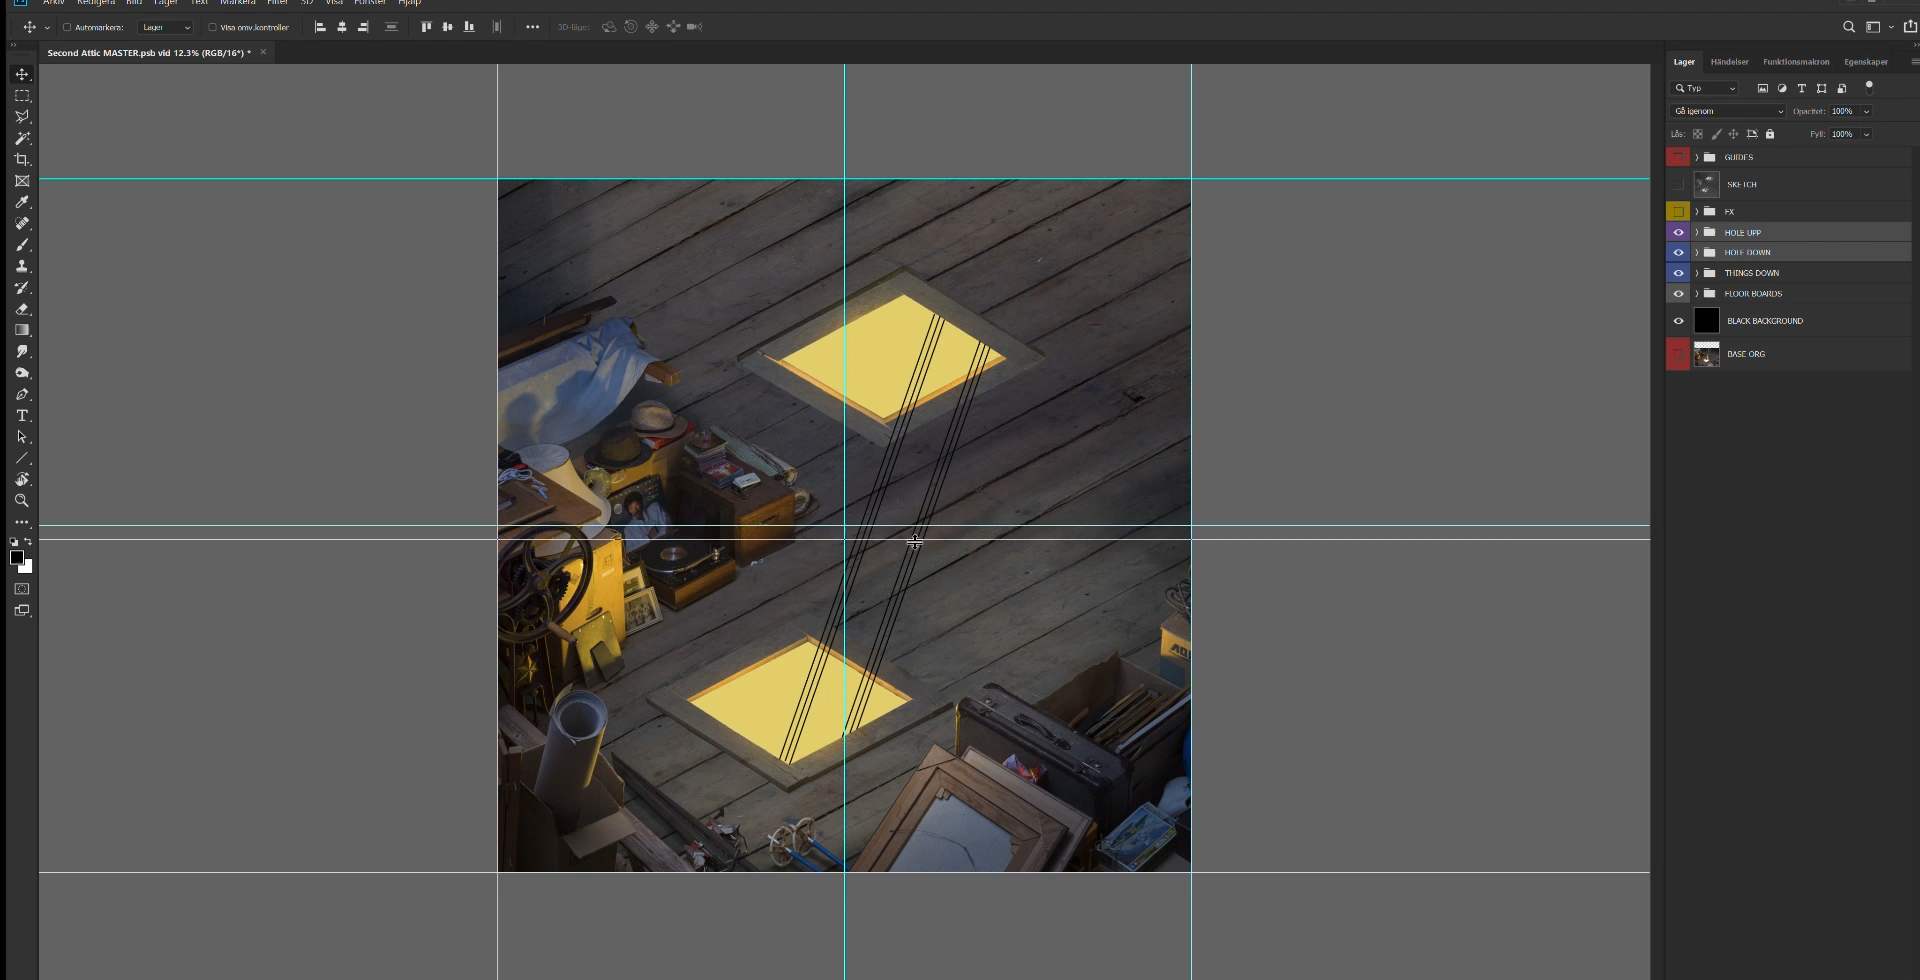 Arkiv Redigera Bild Lager Text Markera Filter 3D Visa Fönster Hjälp
Automarkera: Lager Visa omv.kontroller 3D-läge:
Second Attic MASTER.psb vid 12.3% (RGB/16*) *
Lager Händelser Funktionsmakron Egenskaper
Typ
Gå igenom Opacitet: 100%
Lås: Fyll: 100%
GUIDES
SKETCH
FX
HOLE UPP
HOLE DOWN
THINGS DOWN
FLOOR BOARDS
BLACK BACKGROUND
BASE ORG